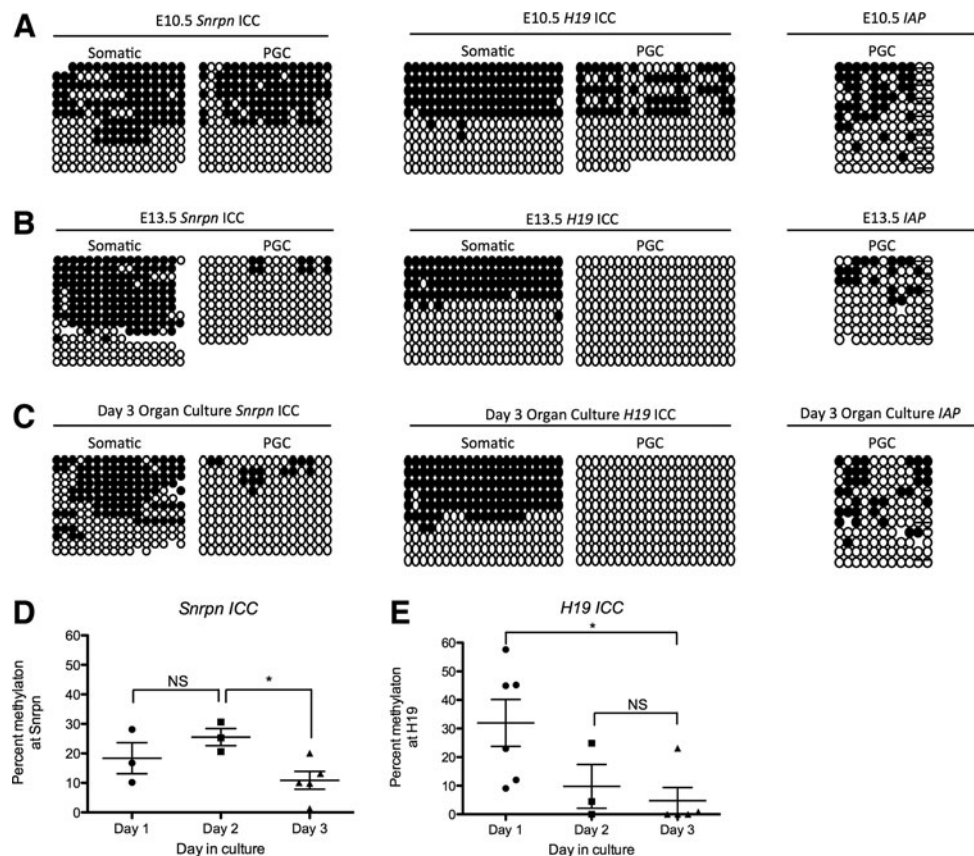 A
E10.5 Snrpn ICC
E10.5 H19 ICC
E10.5 IAP
Somatic
PGC
Somatic
PGC
PGC
B
E13.5 Snrpn ICC
E13.5 H19 ICC
E13.5 IAP
Somatic
PGC
Somatic
PGC
PGC
C
Day 3 Organ Culture Snrpn ICC
Day 3 Organ Culture H19 ICC
Day 3 Organ Culture IAP
Somatic
PGC
Somatic
PGC
PGC
D
Snrpn ICC
Percent methylation
at Snrpn
60
50
40
30
20
10
0
NS
*
Day 1
Day 2
Day 3
Day in culture
E
H19 ICC
Percent methylation
at H19
60
50
40
30
20
10
0
*
NS
Day 1
Day 2
Day 3
Day in culture